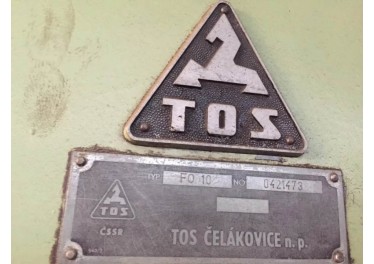 TOS
TYP FO 10 NO 0421473
TOS
ČSSR
TOS ČELÁKOVICE n.p.